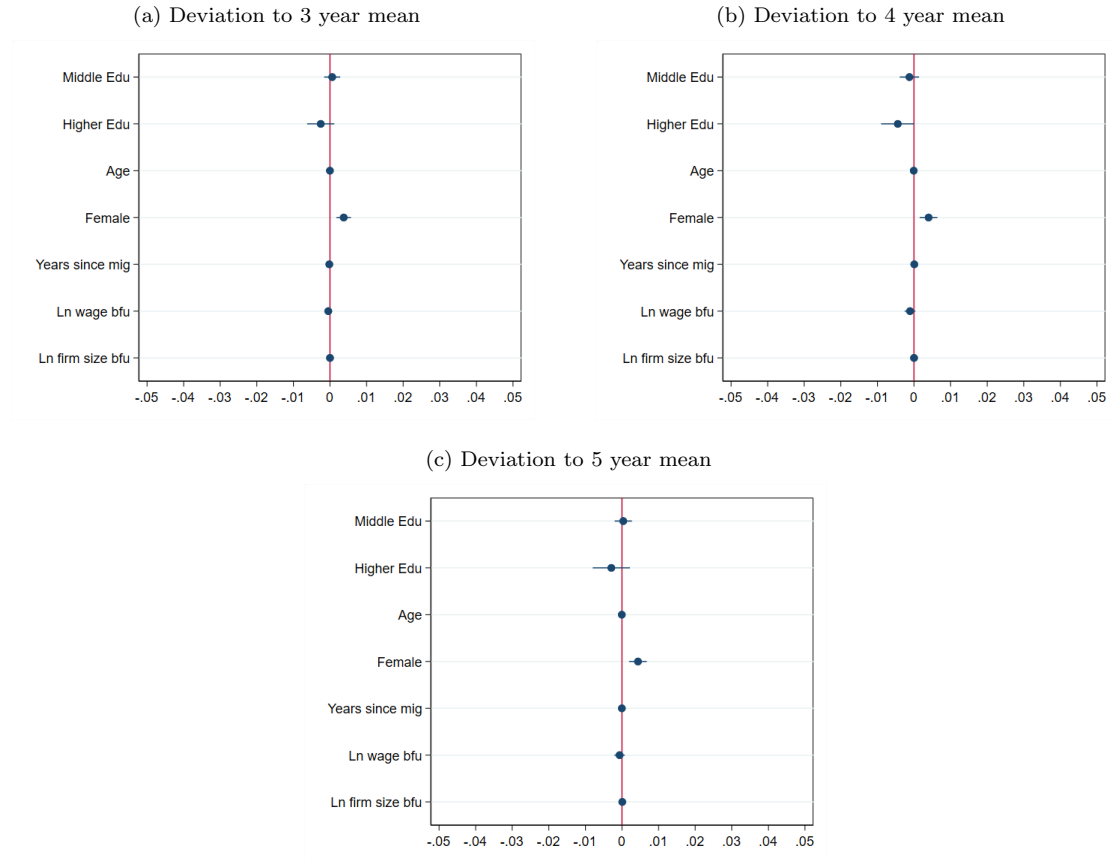 (a) Deviation to 3 year mean
Middle Edu
Higher Edu
Age
Female
Years since mig
Ln wage bfu
Ln firm size bfu
-.05 -.04 -.03 -.02 -.01 0 .01 .02 .03 .04 .05
(b) Deviation to 4 year mean
Middle Edu
Higher Edu
Age
Female
Years since mig
Ln wage bfu
Ln firm size bfu
-.05 -.04 -.03 -.02 -.01 0 .01 .02 .03 .04 .05
(c) Deviation to 5 year mean
Middle Edu
Higher Edu
Age
Female
Years since mig
Ln wage bfu
Ln firm size bfu
-.05 -.04 -.03 -.02 -.01 0 .01 .02 .03 .04 .05